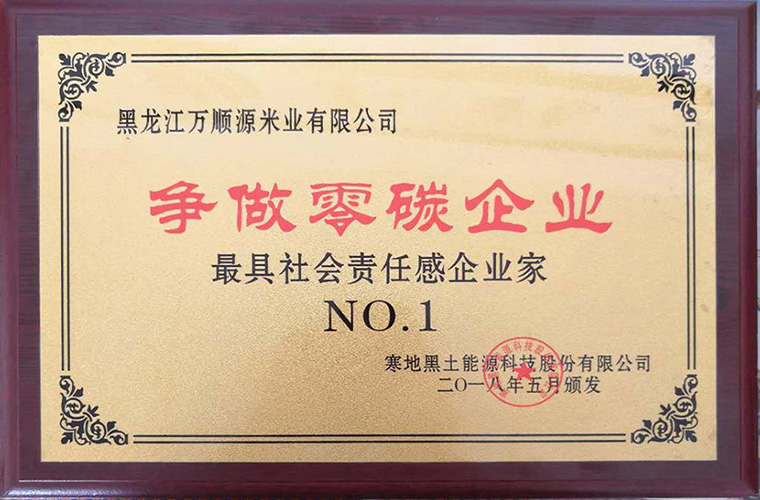 黑龙江万顺源米业有限公司
争做零碳企业
最具社会责任感企业家
NO.1
寒地黑土能源科技股份有限公司
二〇一八年五月颁发